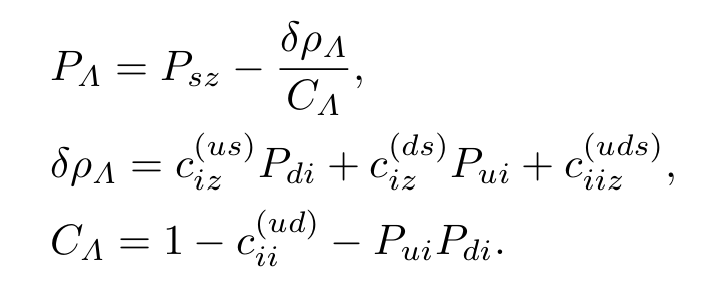 P_Λ = P_{sz} − \frac{δρ_Λ}{C_Λ},
δρ_Λ = c_{iz}^{(us)} P_{di} + c_{iz}^{(ds)} P_{ui} + c_{iiz}^{(uds)},
C_Λ = 1 − c_{ii}^{(ud)} − P_{ui} P_{di}.